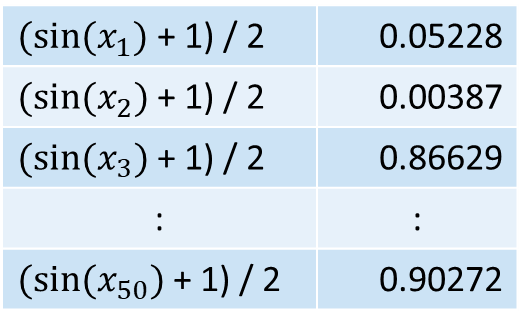 (sin(x₁) + 1) / 2 0.05228
(sin(x₂) + 1) / 2 0.00387
(sin(x₃) + 1) / 2 0.86629
: :
(sin(x₅₀) + 1) / 2 0.90272